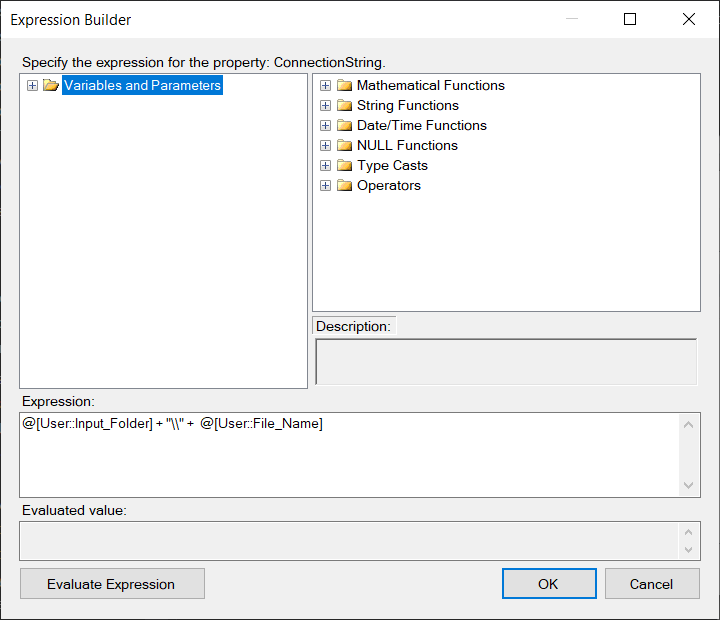 Expression Builder
Specify the expression for the property: ConnectionString.
Variables and Parameters
Mathematical Functions
String Functions
Date/Time Functions
NULL Functions
Type Casts
Operators
Description:
Expression:
@[User::Input_Folder] + "\\" +  @[User::File_Name]
Evaluated value:
Evaluate Expression
OK
Cancel